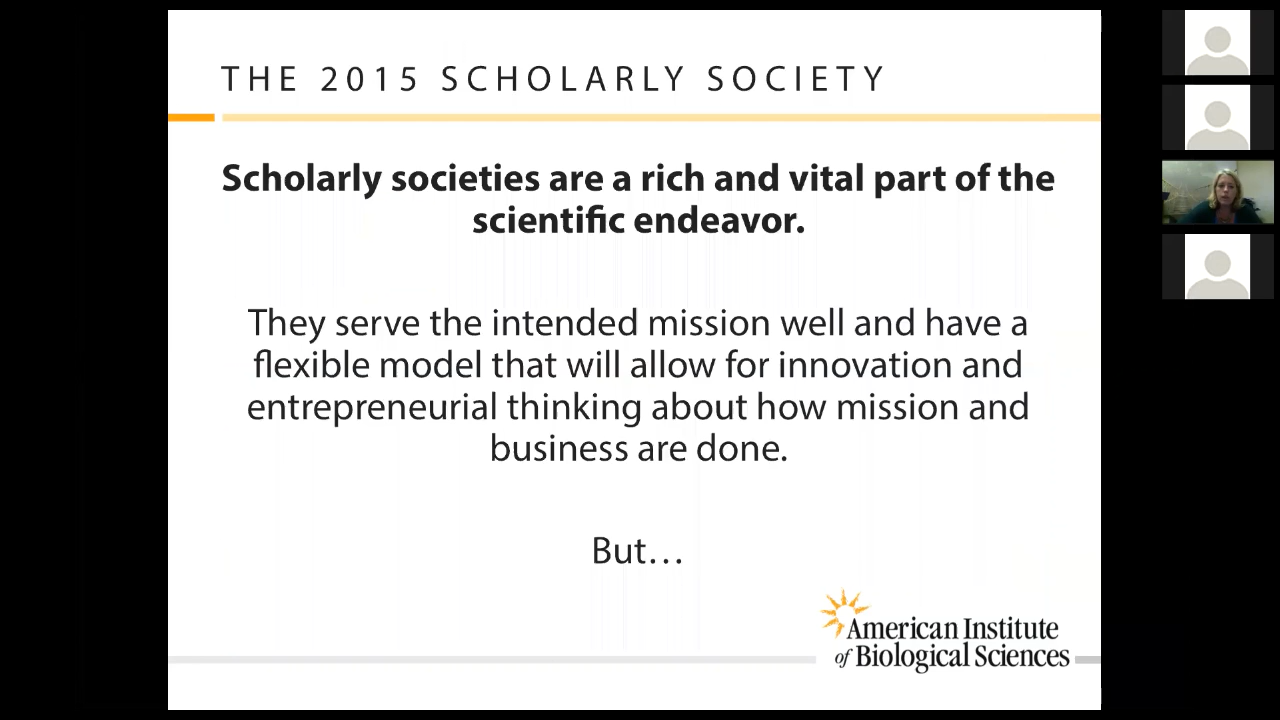 THE 2015 SCHOLARLY SOCIETY
Scholarly societies are a rich and vital part of the
scientific endeavor.
They serve the intended mission well and have a
flexible model that will allow for innovation and
entrepreneurial thinking about how mission and
business are done.
But…
American Institute
of Biological Sciences